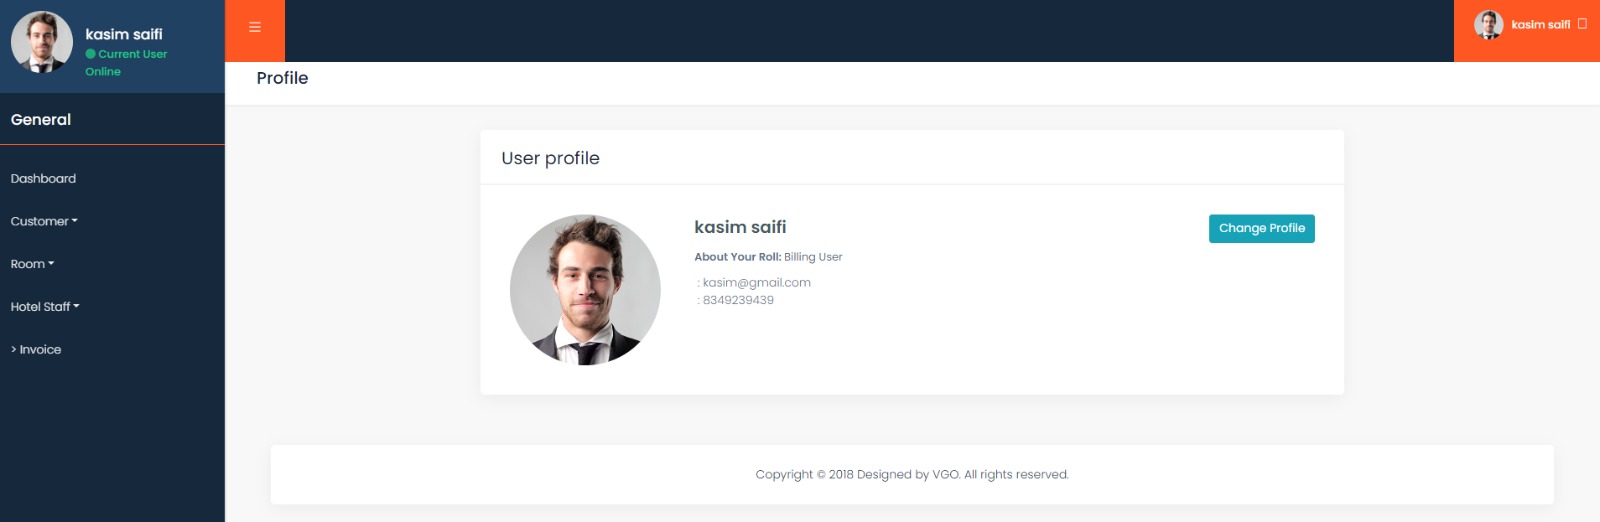 kasim saifi
Current User
Online
General
Dashboard
Customer
Room
Hotel Staff
> Invoice
kasim saifi
Profile
User profile
kasim saifi
About Your Roll: Billing User
: kasim@gmail.com
: 8349239439
Change Profile
Copyright © 2018 Designed by VGO. All rights reserved.